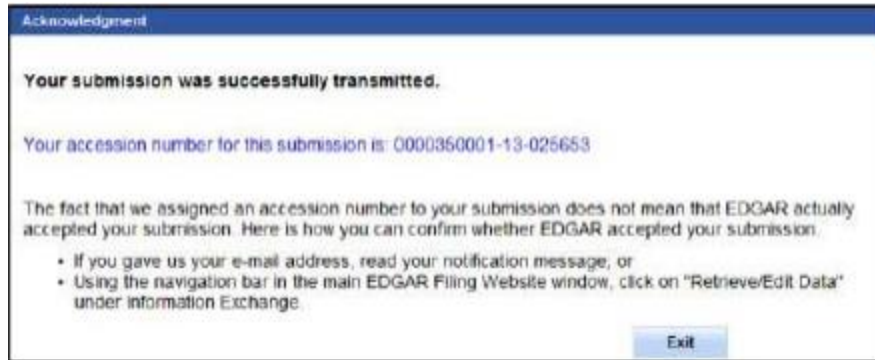 Acknowledgment
Your submission was successfully transmitted.
Your accession number for this submission is: 0000350001-13-025653
The fact that we assigned an accession number to your submission does not mean that EDGAR actually
accepted your submission. Here is how you can confirm whether EDGAR accepted your submission.
• If you gave us your e-mail address, read your notification message; or
• Using the navigation bar in the main EDGAR Filing Website window, click on "Retrieve/Edit Data"
under information Exchange.
Exit